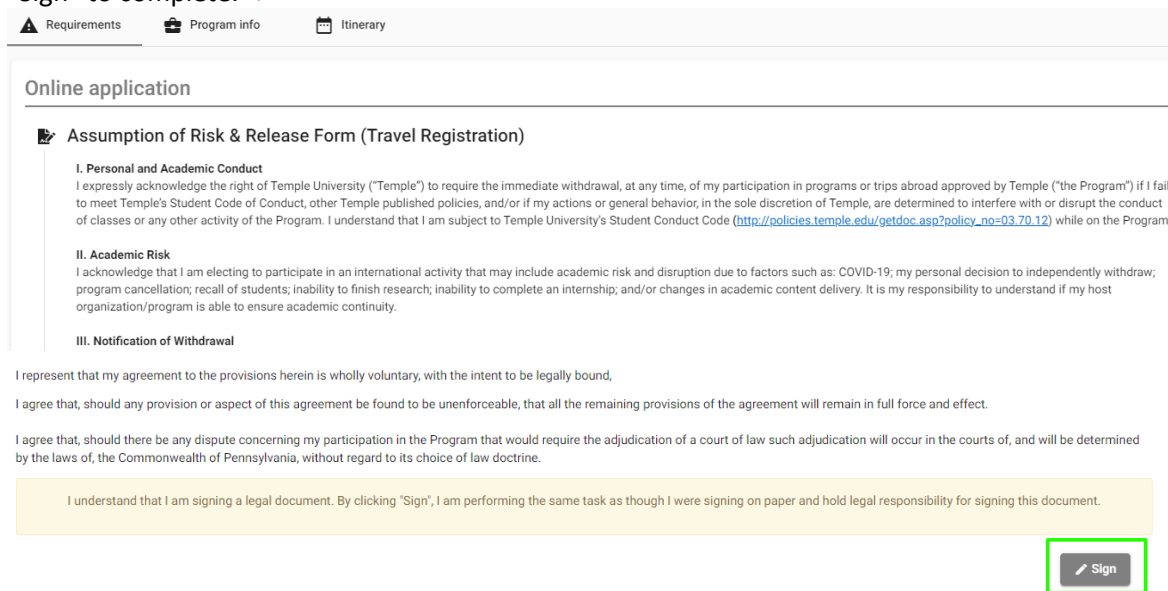 "Sign" to complete.
Requirements
Program info
Itinerary
Online application
Assumption of Risk & Release Form (Travel Registration)
I. Personal and Academic Conduct
I expressly acknowledge the right of Temple University ("Temple") to require the immediate withdrawal, at any time, of my participation in programs or trips abroad approved by Temple ("the Program") if I fail
to meet Temple's Student Code of Conduct, other Temple published policies, and/or if my actions or general behavior, in the sole discretion of Temple, are determined to interfere with or disrupt the conduct
of classes or any other activity of the Program. I understand that I am subject to Temple University's Student Conduct Code (http://policies.temple.edu/getdoc.asp?policy_no=03.70.12) while on the Program
II. Academic Risk
I acknowledge that I am electing to participate in an international activity that may include academic risk and disruption due to factors such as: COVID-19; my personal decision to independently withdraw;
program cancellation; recall of students; inability to finish research; inability to complete an internship; and/or changes in academic content delivery. It is my responsibility to understand if my host
organization/program is able to ensure academic continuity.
III. Notification of Withdrawal
I represent that my agreement to the provisions herein is wholly voluntary, with the intent to be legally bound,
I agree that, should any provision or aspect of this agreement be found to be unenforceable, that all the remaining provisions of the agreement will remain in full force and effect.
I agree that, should there be any dispute concerning my participation in the Program that would require the adjudication of a court of law such adjudication will occur in the courts of, and will be determined
by the laws of, the Commonwealth of Pennsylvania, without regard to its choice of law doctrine.
I understand that I am signing a legal document. By clicking "Sign", I am performing the same task as though I were signing on paper and hold legal responsibility for signing this document.
Sign